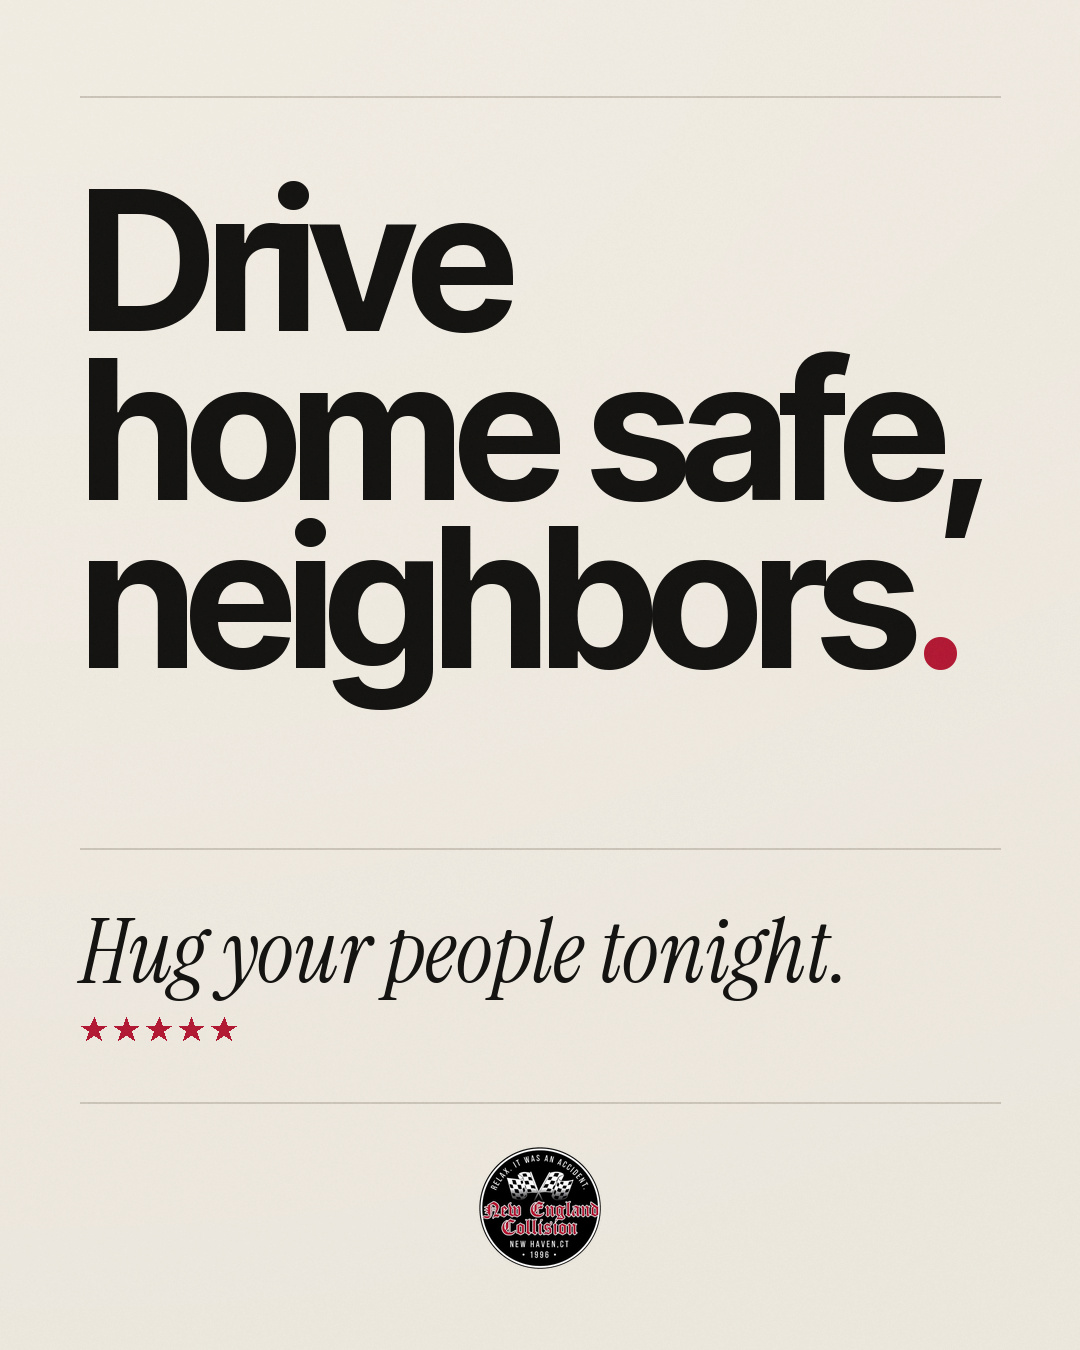 Drive
home safe,
neighbors.
Hug your people tonight.
★★★★★
RELAX, IT WAS AN ACCIDENT.
New England
Collision
NEW HAVEN, CT
• 1996 •